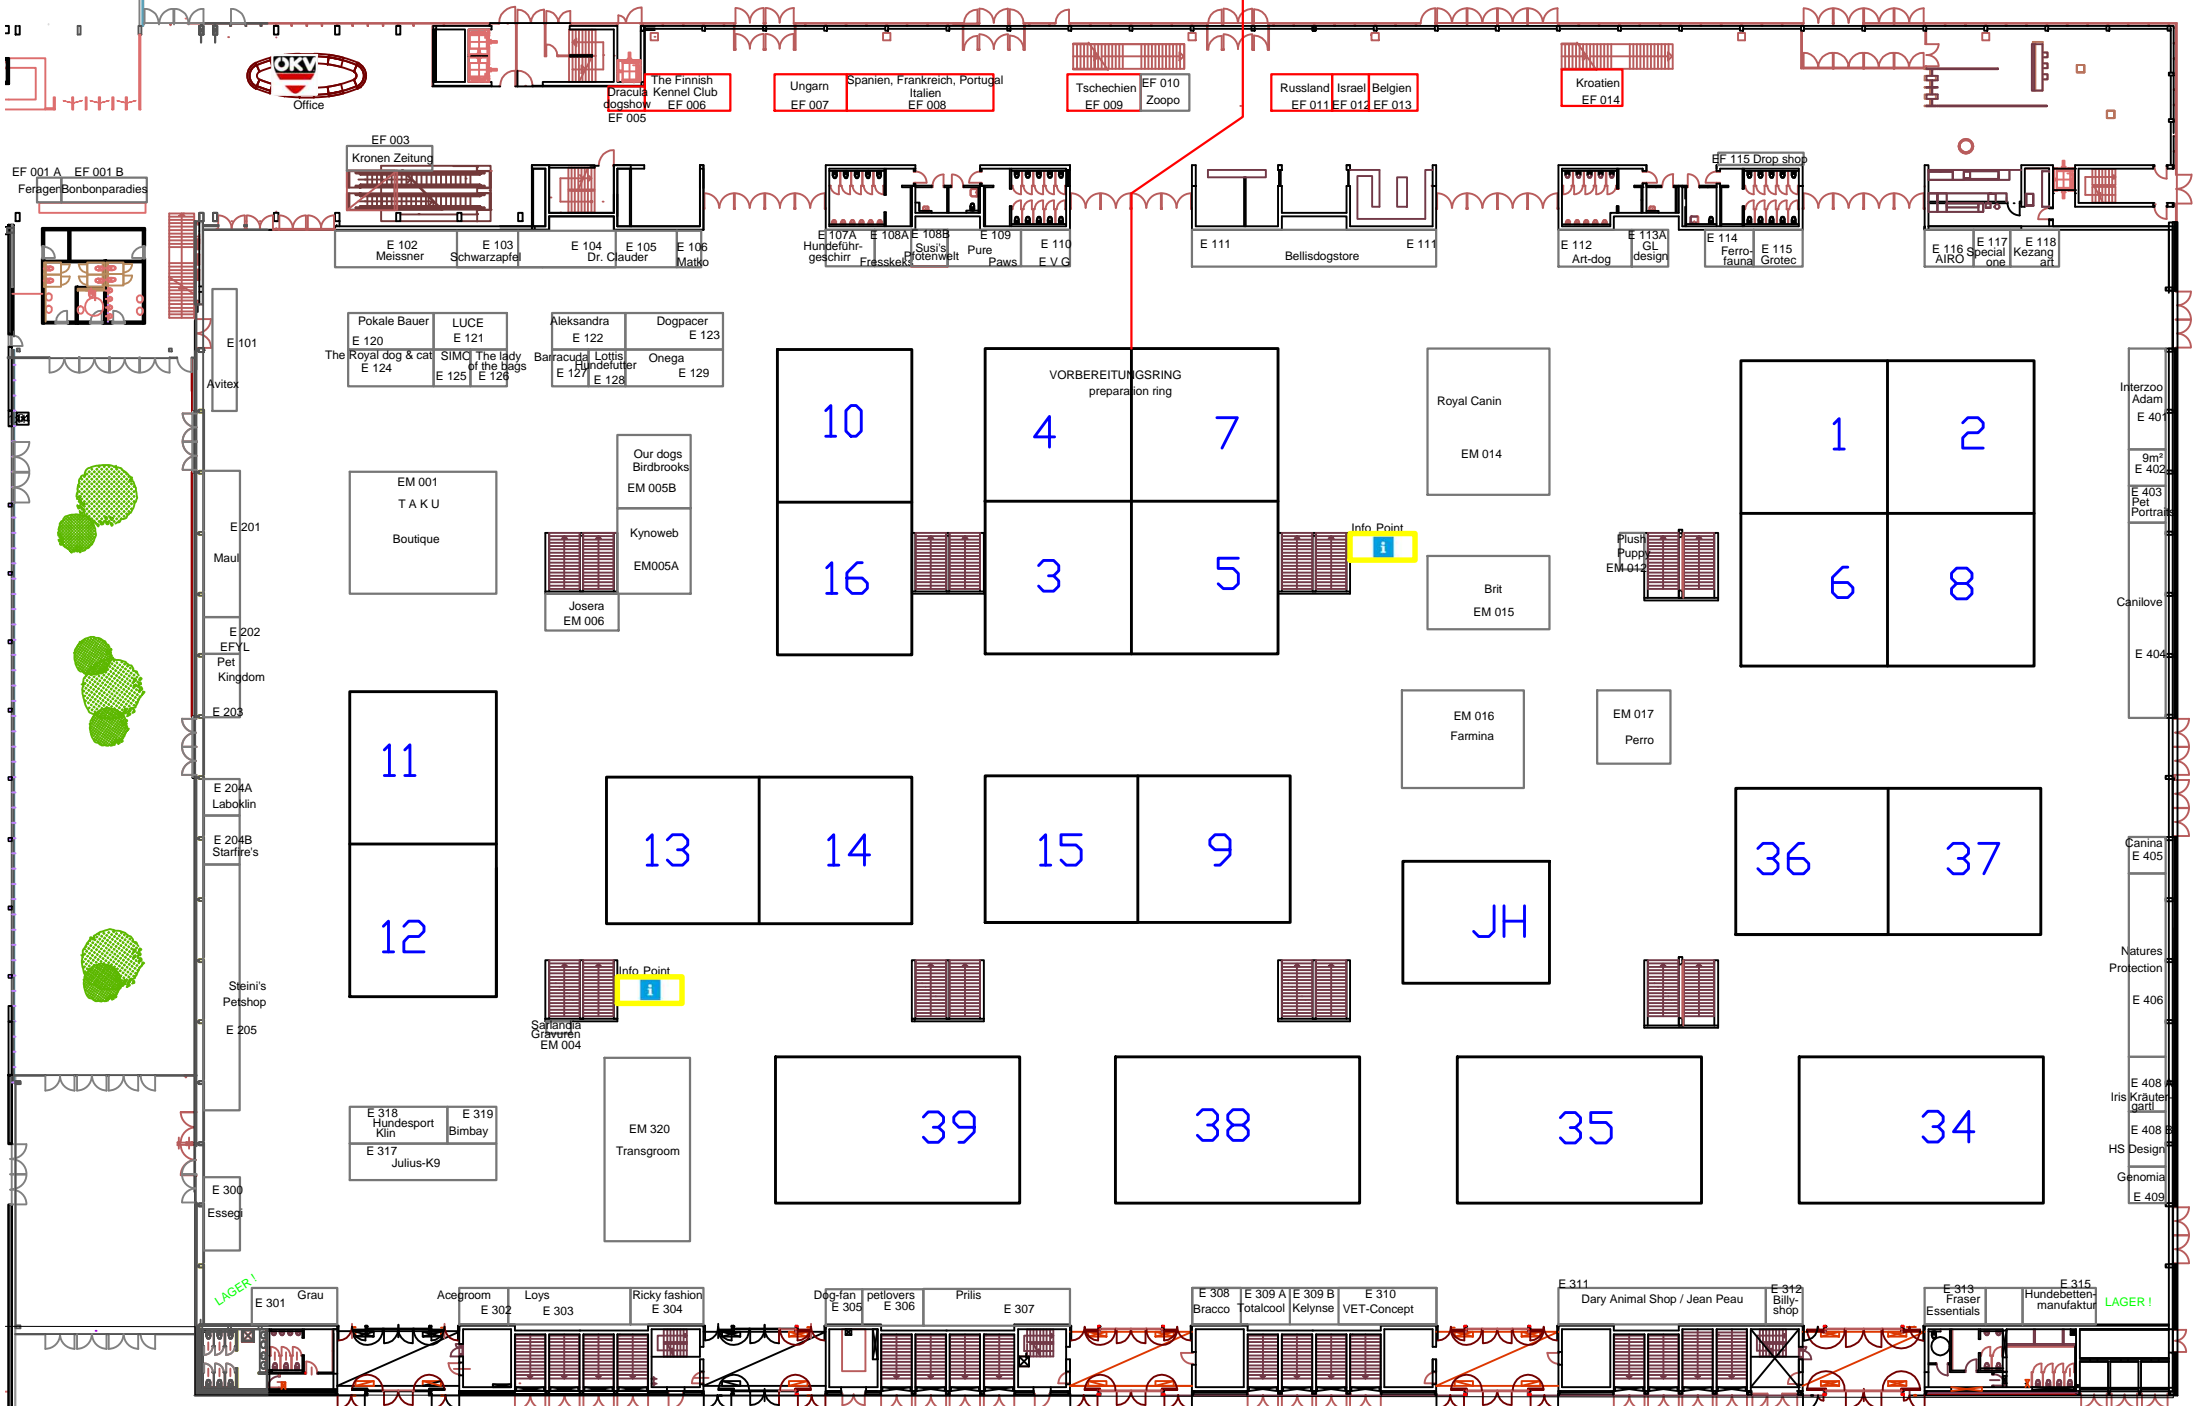 ÖKV
Office
Dracula
dogshow
EF 005
The Finnish
Kennel Club
EF 006
Ungarn
EF 007
Spanien, Frankreich, Portugal
Italien
EF 008
Tschechien
EF 009
EF 010
Zoopo
Russland
EF 011
Israel
EF 012
Belgien
EF 013
Kroatien
EF 014
EF 003
Kronen Zeitung
EF 001 A
Feragen
EF 001 B
Bonbonparadies
EF 115 Drop shop
E 102
Meissner
E 103
Schwarzapfel
E 104
E 105
Dr. Clauder
E 106
Matko
E 107A
Hundeführ-
geschirr
E 108A
Fresskeks
E 108B
Susi's
Pfotenwelt
E 109
Pure
Paws
E 110
E V G
E 111
Bellisdogstore
E 111
E 112
Art-dog
E 113A
GL
design
E 114
Ferro-
fauna
E 115
Grotec
E 116
AIRO
E 117
Special
one
E 118
Kezang
art
E 101
Avitex
Pokale Bauer
E 120
LUCE
E 121
The Royal dog & cat
E 124
SIMO
E 125
The lady
of the bags
E 126
Aleksandra
E 122
Dogpacer
E 123
Barracuda
E 127
Lottis
Hundefutter
E 128
Onega
E 129
VORBEREITUNGSRING
preparation ring
10
4
7
16
3
5
Royal Canin
EM 014
1
2
6
8
Interzoo
Adam
E 401
9m²
E 402
E 403
Pet
Portraits
Canilove
E 404
EM 001
T A K U
Boutique
Our dogs
Birdbrooks
EM 005B
Kynoweb
EM005A
Josera
EM 006
Info Point
i
Brit
EM 015
Plush
Puppy
EM 012
E 201
Maul
E 202
EFYL
Pet
Kingdom
E 203
EM 016
Farmina
EM 017
Perro
11
12
13
14
15
9
JH
36
37
E 204A
Laboklin
E 204B
Starfire's
Steini's
Petshop
E 205
Canina
E 405
Natures
Protection
E 406
Info Point
i
Sarlandia
Gravuren
EM 004
EM 320
Transgroom
39
38
35
34
E 318
Hundesport
Klin
E 319
Bimbay
E 317
Julius-K9
E 300
Essegi
E 408 A
Iris Kräuter-
gartl
E 408 B
HS Design
Genomia
E 409
LAGER !
E 301
Grau
Acegroom
E 302
Loys
E 303
Ricky fashion
E 304
Dog-fan
E 305
petlovers
E 306
Prilis
E 307
E 308
Bracco
E 309 A
Totalcool
E 309 B
Kelynse
E 310
VET-Concept
E 311
Dary Animal Shop / Jean Peau
E 312
Billy-
shop
E 313
Fraser
Essentials
E 315
Hundebetten-
manufaktur
LAGER !